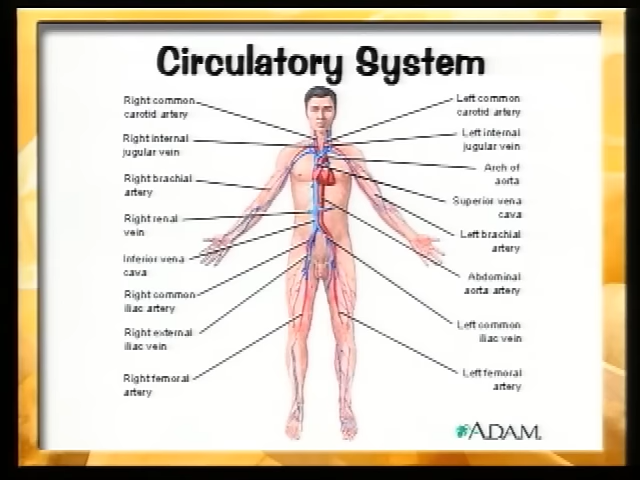 Circulatory System
Right common
carotid artery
Right internal
jugular vein
Right brachial
artery
Right renal
vein
Inferior vena
cava
Right common
iliac artery
Right external
iliac vein
Right femoral
artery
Left common
carotid artery
Left internal
jugular vein
Arch of
aorta
Superior vena
cava
Left brachial
artery
Abdominal
aorta artery
Left common
iliac vein
Left femoral
artery
A.D.A.M.